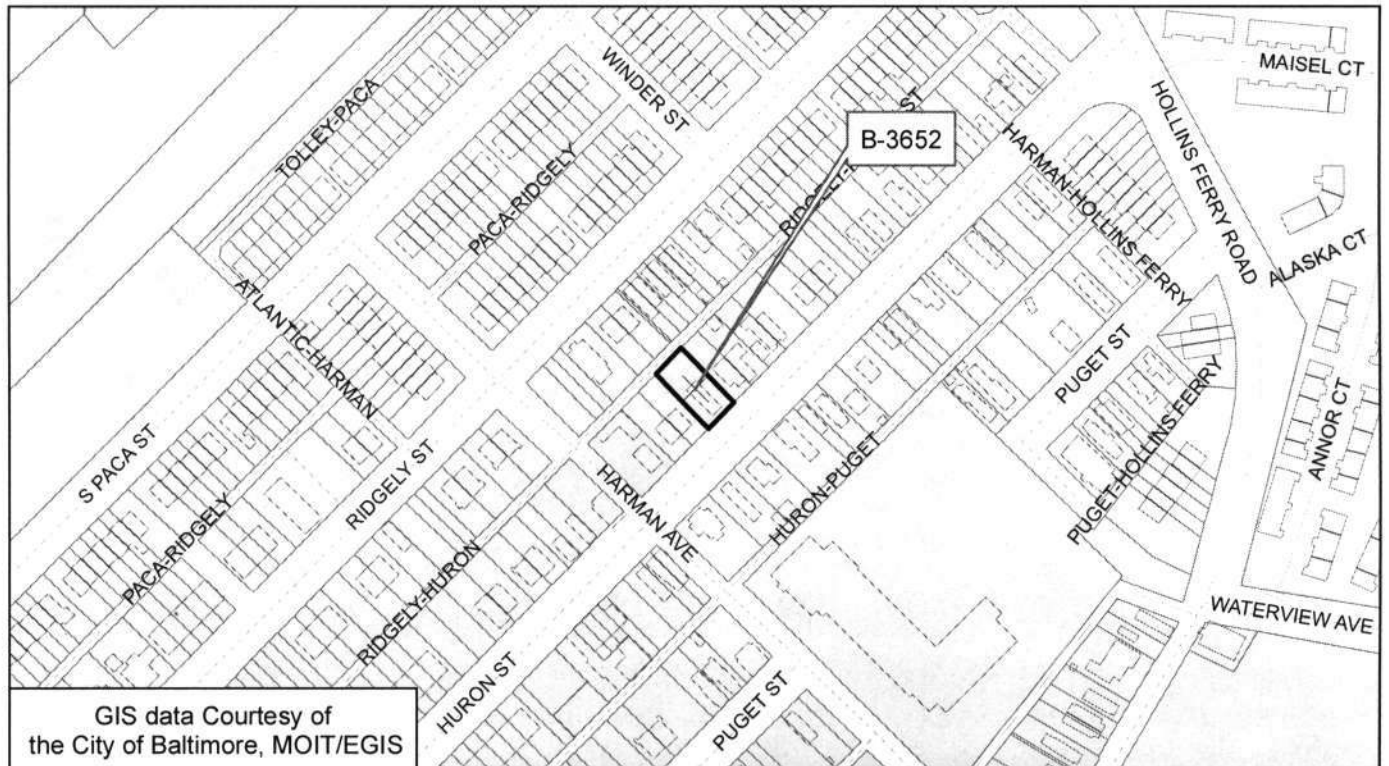 MAISEL CT
WINDER ST
HOLLINS FERRY ROAD
TOLLEY-PACA
B-3652
ST
HARMAN-HOLLINS FERRY
PACA-RIDGELY
ALASKA CT
ATLANTIC-HARMAN
PUGET ST
PUGET-HOLLINS FERRY
ANNOR CT
S PACA ST
RIDGELY ST
HARMAN AVE
HURON-PUGET
PACA-RIDGELY
RIDGELY-HURON
WATERVIEW AVE
HURON ST
PUGET ST
GIS data Courtesy of
the City of Baltimore, MOIT/EGIS